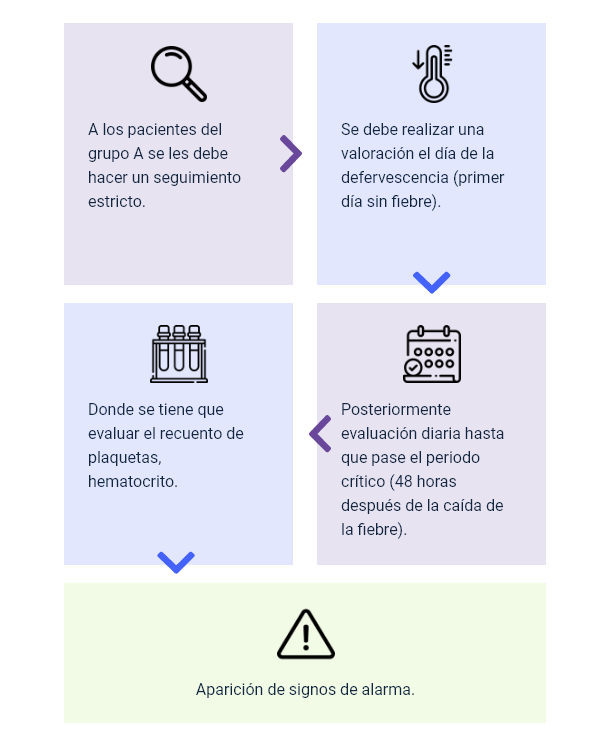 A los pacientes del
grupo A se les debe
hacer un seguimiento
estricto.
Se debe realizar una
valoración el día de la
defervescencia (primer
día sin fiebre).
Posteriormente
evaluación diaria hasta
que pase el periodo
crítico (48 horas
después de la caída de
la fiebre).
Donde se tiene que
evaluar el recuento de
plaquetas,
hematocrito.
Aparición de signos de alarma.